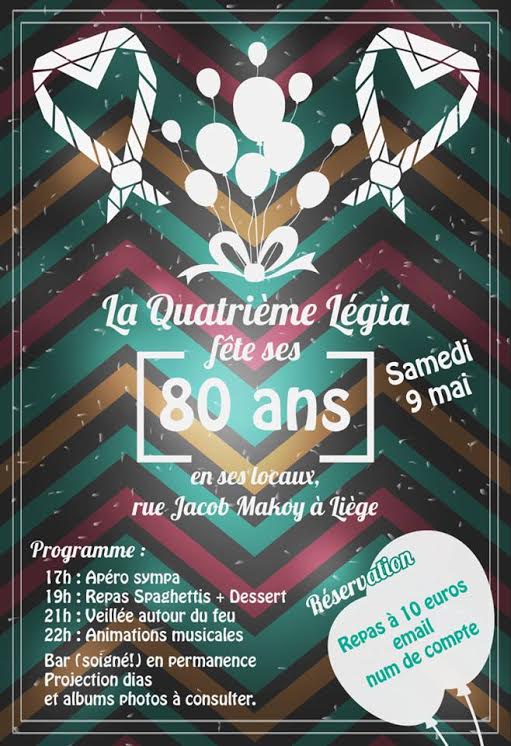 La Quatrième Légia
fête ses
80 ans
Samedi
9 mai
en ses locaux,
rue Jacob Makoy à Liège
Programme :
17h : Apéro sympa
19h : Repas Spaghettis + Dessert
21h : Veillée autour du feu
22h : Animations musicales
Bar (soigné!) en permanence
Projection dias
et albums photos à consulter.
Réservation
Repas à 10 euros
email
num de compte